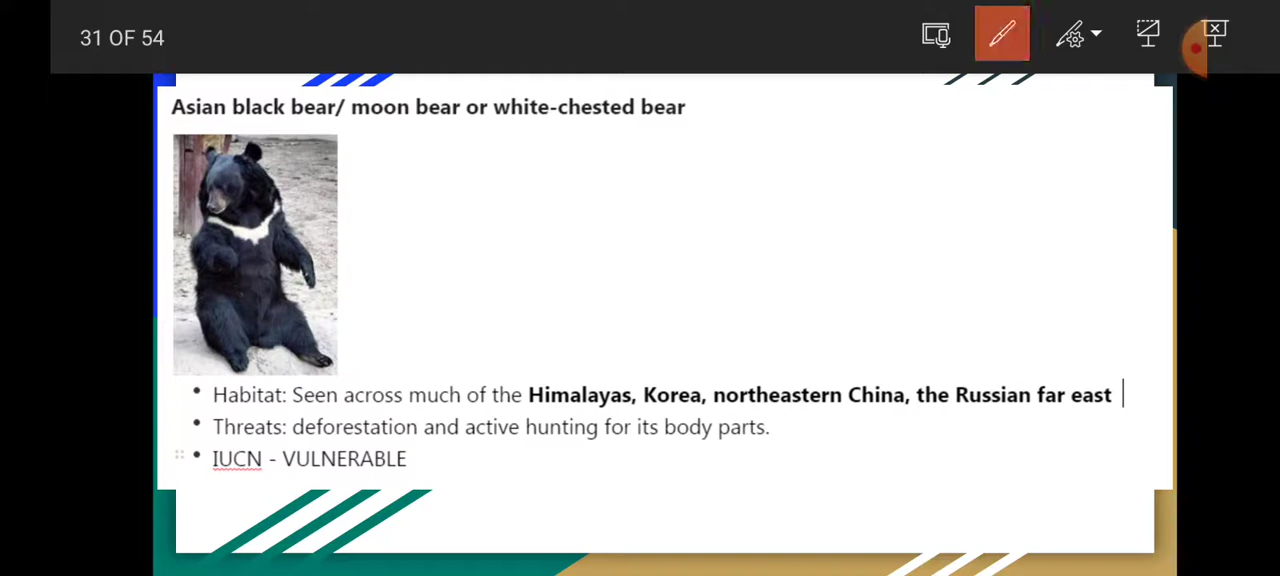 31 OF 54
Asian black bear/ moon bear or white-chested bear
• Habitat: Seen across much of the Himalayas, Korea, northeastern China, the Russian far east
• Threats: deforestation and active hunting for its body parts.
• IUCN - VULNERABLE